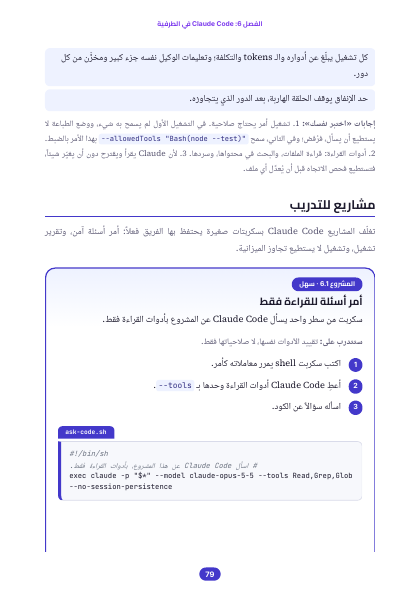 الفصل 6: Claude Code في الطرفية
كل تشغيل يبلّغ عن أدواره والـ tokens والتكلفة؛ وتعليمات الوكيل نفسه جزء كبير ومخزَّن من كل
دور.
حد الإنفاق يوقف الحلقة الهاربة، بعد الدور الذي يتجاوزه.
إجابات «اختبر نفسك»: 1. تشغيل أمر يحتاج صلاحية. في التشغيل الأول لم يسمح به شيء، ووضع الطباعة لا
يستطيع أن يسأل، فرُفض؛ وفي الثاني، سمح --allowedTools "Bash(node --test)" بهذا الأمر بالضبط.
2. أدوات القراءة: قراءة الملفات، والبحث في محتواها، وسردها. 3. لأن Claude يقرأ ويقترح دون أن يغيّر شيئاً،
فتستطيع فحص الاتجاه قبل أن يُعدَّل أي ملف.
مشاريع للتدريب
تغلّف المشاريع Claude Code بسكربتات صغيرة يحتفظ بها الفريق فعلاً: أمر أسئلة آمن، وتقرير
تشغيل، وتشغيل لا يستطيع تجاوز الميزانية.
المشروع 6.1 · سهل
أمر أسئلة للقراءة فقط
سكربت من سطر واحد يسأل Claude Code عن المشروع بأدوات القراءة فقط.
ستتدرب على: تقييد الأدوات نفسها، لا صلاحياتها فقط.
1 اكتب سكربت shell يمرر معاملاته كأمر.
2 أعطِ Claude Code أدوات القراءة وحدها بـ --tools.
3 اسأله سؤالاً عن الكود.
ask-code.sh
#!/bin/sh
# اسأل Claude Code عن هذا المشروع، بأدوات القراءة فقط.
exec claude -p "$*" --model claude-opus-5-5 --tools Read,Grep,Glob
--no-session-persistence
79